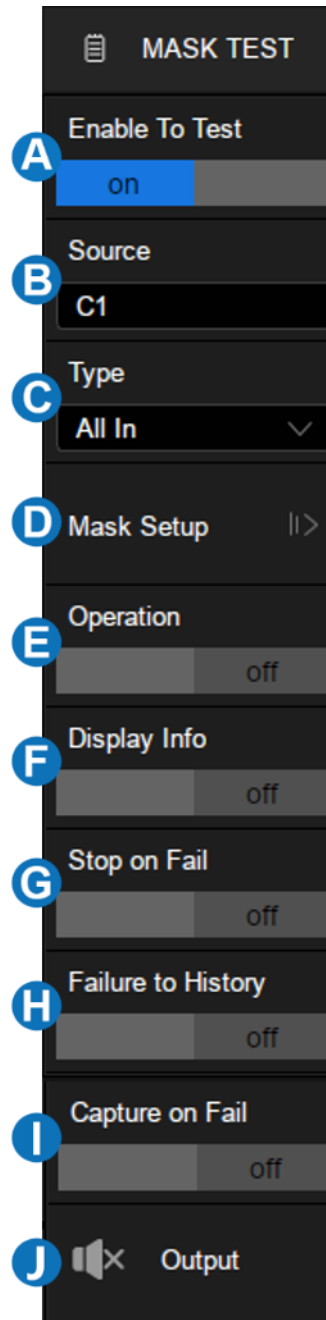 MASK TEST
A
Enable To Test
on
B
Source
C1
C
Type
All In
D
Mask Setup
E
Operation
off
F
Display Info
off
G
Stop on Fail
off
H
Failure to History
off
I
Capture on Fail
off
J
Output